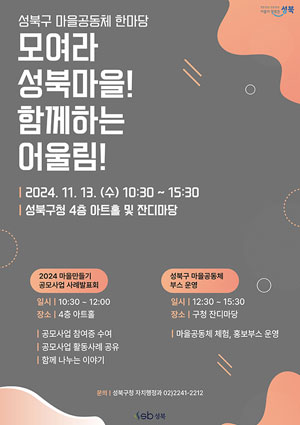 성북구 마을공동체 한마당
성북
모여라
성북마을!
함께하는
어울림!
2024. 11. 13. (수) 10:30 ~ 15:30
성북구청 4층 아트홀 및 잔디마당
2024 마을만들기
공모사업 사례발표회
일시 | 10:30 ~ 12:00
장소 | 4층 아트홀
공모사업 참여증 수여
공모사업 활동사례 공유
함께 나누는 이야기
성북구 마을공동체
부스 운영
일시 | 12:30 ~ 15:30
장소 | 구청 잔디마당
마을공동체 체험, 홍보부스 운영
문의 | 성북구청 자치행정과 02)2241-2212
sb 성북